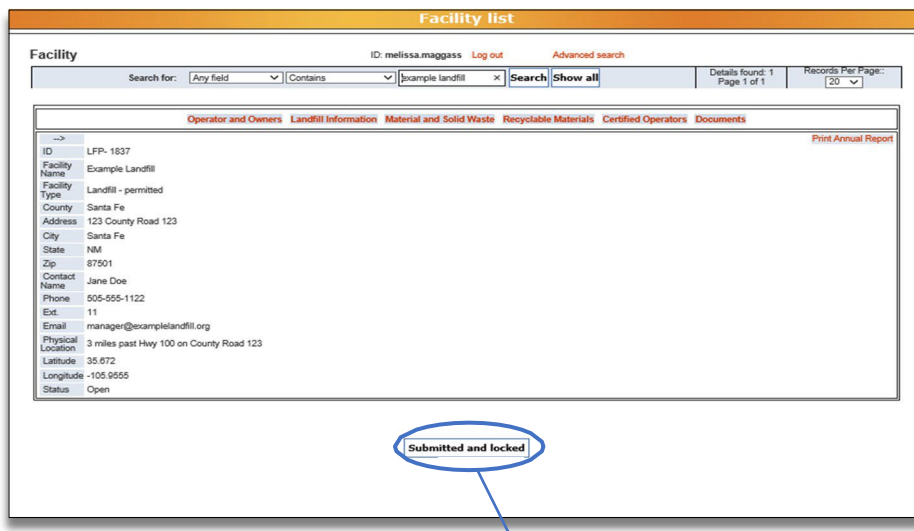 Facility list
Facility
ID: melissa.maggass Log out Advanced search
Search for: Any field Contains example landfill × Search Show all Details found: 1 Records Per Page::
Page 1 of 1 20
Operator and Owners Landfill Information Material and Solid Waste Recyclable Materials Certified Operators Documents
--> Print Annual Report
ID LFP- 1837
Facility Name Example Landfill
Facility Type Landfill - permitted
County Santa Fe
Address 123 County Road 123
City Santa Fe
State NM
Zip 87501
Contact Name Jane Doe
Phone 505-555-1122
Ext. 11
Email manager@examplelandfill.org
Physical Location 3 miles past Hwy 100 on County Road 123
Latitude 35.672
Longitude -105.9555
Status Open
Submitted and locked